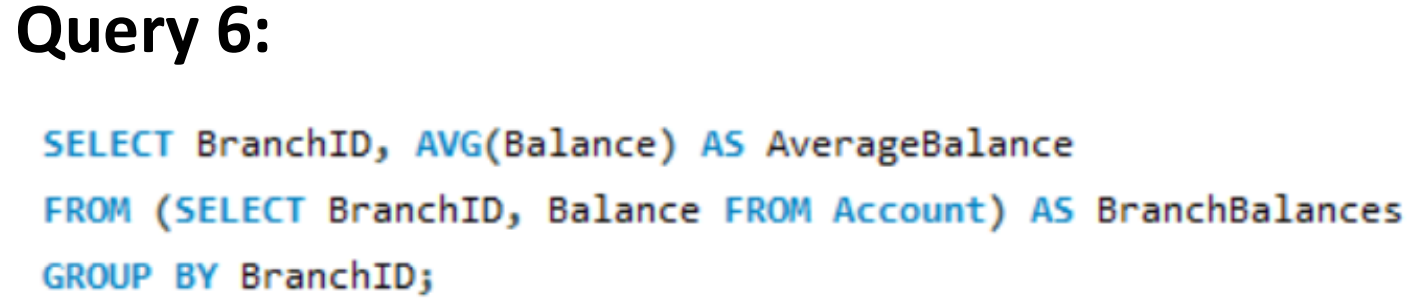 Query 6:
SELECT BranchID, AVG(Balance) AS AverageBalance
FROM (SELECT BranchID, Balance FROM Account) AS BranchBalances
GROUP BY BranchID;